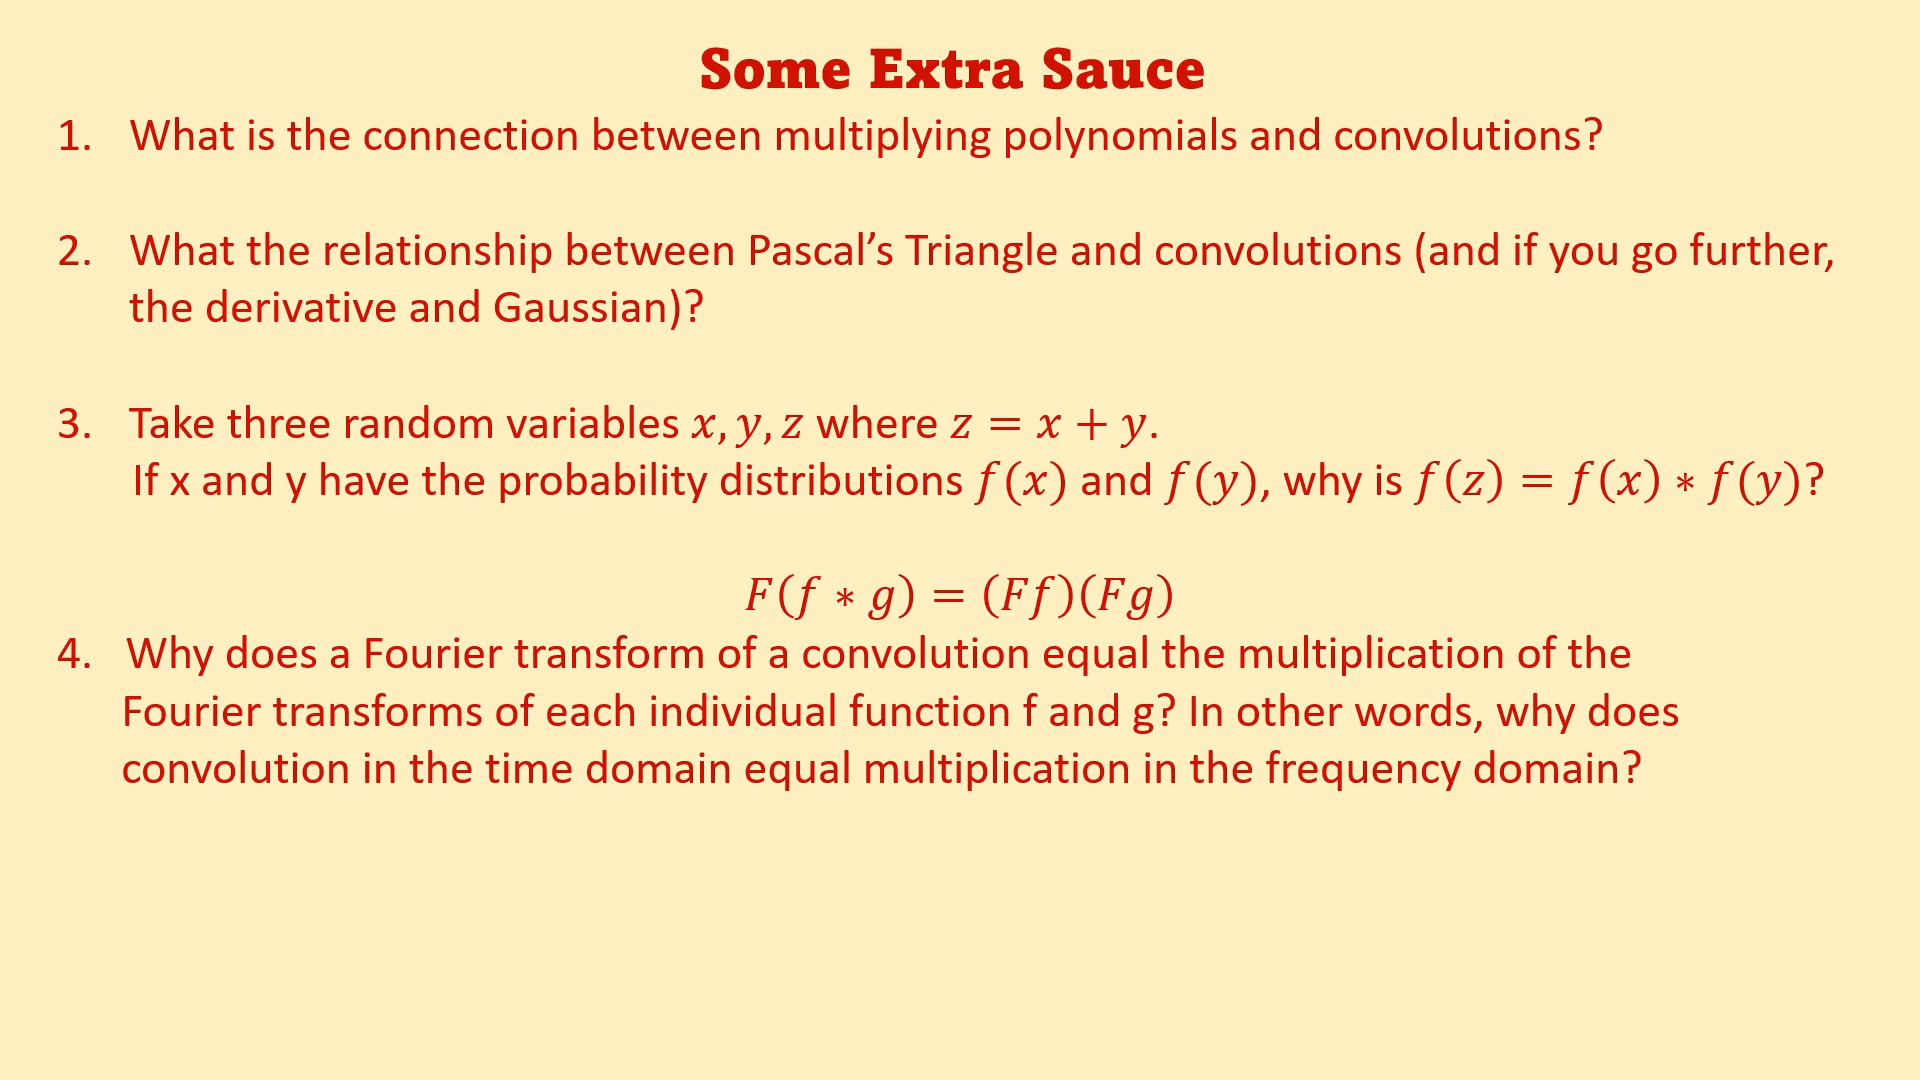 Some Extra Sauce
1. What is the connection between multiplying polynomials and convolutions?
2. What the relationship between Pascal’s Triangle and convolutions (and if you go further,
the derivative and Gaussian)?
3. Take three random variables 𝑥, 𝑦, 𝑧 where 𝑧 = 𝑥 + 𝑦.
If x and y have the probability distributions 𝑓(𝑥) and 𝑓(𝑦), why is 𝑓(𝑧) = 𝑓(𝑥) ∗ 𝑓(𝑦)?
𝐹(𝑓 ∗ 𝑔) = (𝐹𝑓)(𝐹𝑔)
4. Why does a Fourier transform of a convolution equal the multiplication of the
Fourier transforms of each individual function f and g? In other words, why does
convolution in the time domain equal multiplication in the frequency domain?